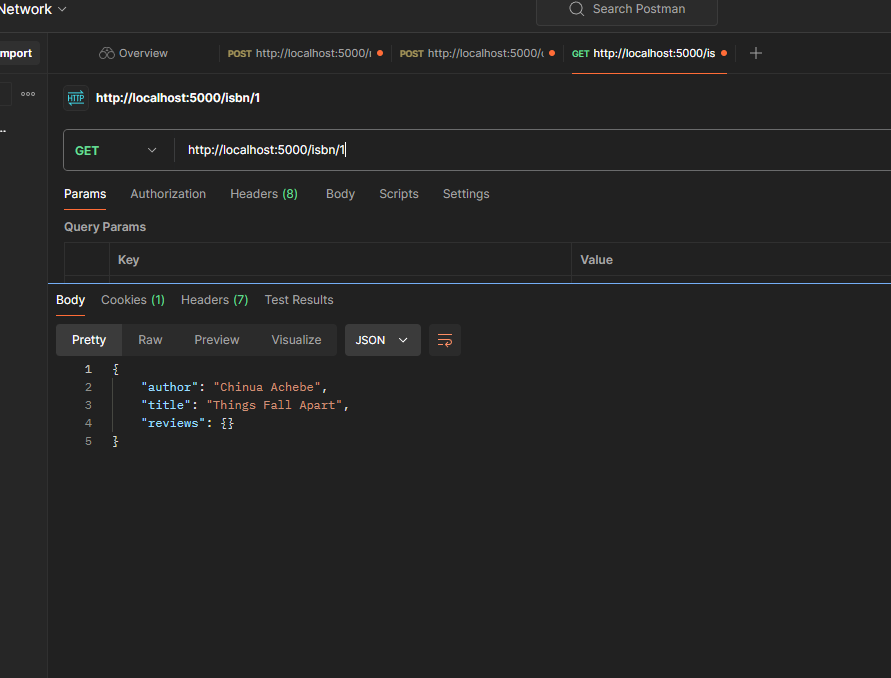 Network
Search Postman
mport
Overview
POST http://localhost:5000/r
POST http://localhost:5000/c
GET http://localhost:5000/is
HTTP http://localhost:5000/isbn/1
GET http://localhost:5000/isbn/1
Params Authorization Headers (8) Body Scripts Settings
Query Params
Key Value
Body Cookies (1) Headers (7) Test Results
Pretty Raw Preview Visualize JSON
1 {
2 "author": "Chinua Achebe",
3 "title": "Things Fall Apart",
4 "reviews": {}
5 }